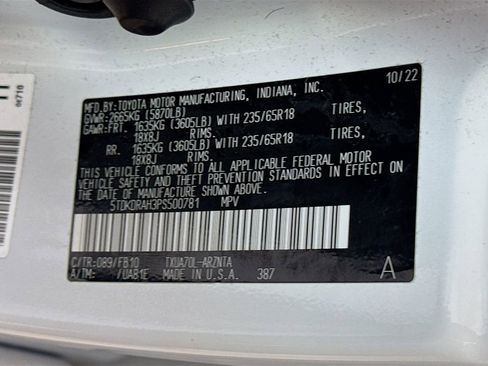 10/22
MFD. BY: TOYOTA MOTOR MANUFACTURING, INDIANA, INC.
GVWR: 2665KG (5870LB)
GAWR: FRT. 1635KG (3605LB) WITH 235/65R18 TIRES,
18X8J RIMS.
RR. 1635KG (3605LB) WITH 235/65R18 TIRES,
18X8J RIMS.
THIS VEHICLE CONFORMS TO ALL APPLICABLE FEDERAL MOTOR
VEHICLE SAFETY AND THEFT PREVENTION STANDARDS IN EFFECT ON
THE DATE OF MANUFACTURE SHOWN ABOVE.
5TDKDRAH3PS500781 MPV
C/TR: 089/FB10 TXUA70L-ARZNTA
A/TM: /UA81E MADE IN U.S.A. 387
A